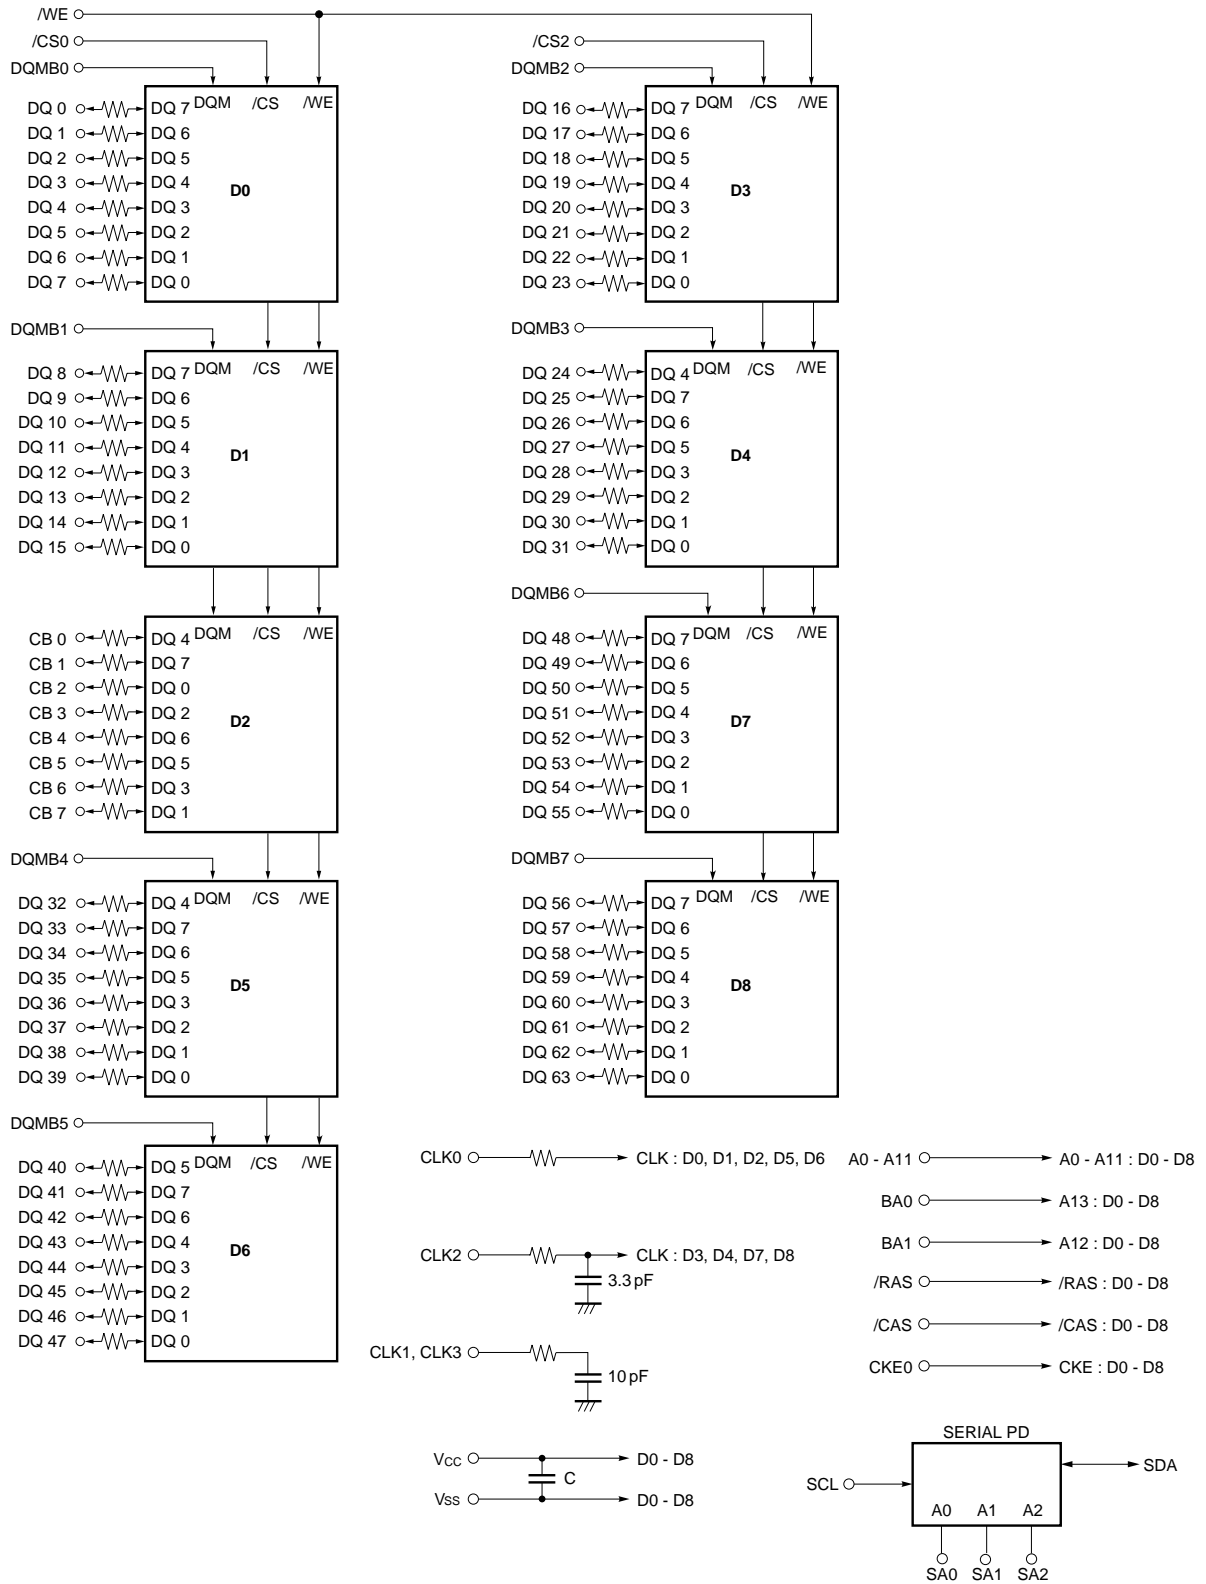 /WE
/CS0
DQMB0
DQM /CS /WE
DQ 0 DQ 7
DQ 1 DQ 6
DQ 2 DQ 5
DQ 3 DQ 4
DQ 4 DQ 3
DQ 5 DQ 2
DQ 6 DQ 1
DQ 7 DQ 0
D0
DQMB1
DQM /CS /WE
DQ 8 DQ 7
DQ 9 DQ 6
DQ 10 DQ 5
DQ 11 DQ 4
DQ 12 DQ 3
DQ 13 DQ 2
DQ 14 DQ 1
DQ 15 DQ 0
D1
DQM /CS /WE
CB 0 DQ 4
CB 1 DQ 7
CB 2 DQ 0
CB 3 DQ 2
CB 4 DQ 6
CB 5 DQ 5
CB 6 DQ 3
CB 7 DQ 1
D2
DQMB4
DQM /CS /WE
DQ 32 DQ 4
DQ 33 DQ 7
DQ 34 DQ 6
DQ 35 DQ 5
DQ 36 DQ 3
DQ 37 DQ 2
DQ 38 DQ 1
DQ 39 DQ 0
D5
DQMB5
DQM /CS /WE
DQ 40 DQ 5
DQ 41 DQ 7
DQ 42 DQ 6
DQ 43 DQ 4
DQ 44 DQ 3
DQ 45 DQ 2
DQ 46 DQ 1
DQ 47 DQ 0
D6
/CS2
DQMB2
DQM /CS /WE
DQ 16 DQ 7
DQ 17 DQ 6
DQ 18 DQ 5
DQ 19 DQ 4
DQ 20 DQ 3
DQ 21 DQ 2
DQ 22 DQ 1
DQ 23 DQ 0
D3
DQMB3
DQM /CS /WE
DQ 24 DQ 4
DQ 25 DQ 7
DQ 26 DQ 6
DQ 27 DQ 5
DQ 28 DQ 3
DQ 29 DQ 2
DQ 30 DQ 1
DQ 31 DQ 0
D4
DQMB6
DQM /CS /WE
DQ 48 DQ 7
DQ 49 DQ 6
DQ 50 DQ 5
DQ 51 DQ 4
DQ 52 DQ 3
DQ 53 DQ 2
DQ 54 DQ 1
DQ 55 DQ 0
D7
DQMB7
DQM /CS /WE
DQ 56 DQ 7
DQ 57 DQ 6
DQ 58 DQ 5
DQ 59 DQ 4
DQ 60 DQ 3
DQ 61 DQ 2
DQ 62 DQ 1
DQ 63 DQ 0
D8
CLK0 CLK : D0, D1, D2, D5, D6
CLK2 CLK : D3, D4, D7, D8
3.3 pF
CLK1, CLK3
10 pF
Vcc D0 - D8
C
Vss D0 - D8
A0 - A11 A0 - A11 : D0 - D8
BA0 A13 : D0 - D8
BA1 A12 : D0 - D8
/RAS /RAS : D0 - D8
/CAS /CAS : D0 - D8
CKE0 CKE : D0 - D8
SERIAL PD
SCL SDA
A0 A1 A2
SA0 SA1 SA2